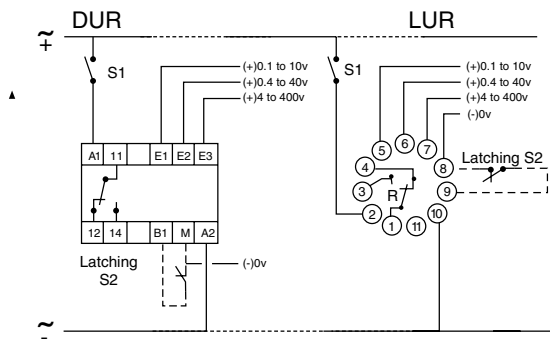 DUR
LUR
~
+
S1
(+)0.1 to 10v
(+)0.4 to 40v
(+)4 to 400v
S1
(+)0.1 to 10v
(+)0.4 to 40v
(+)4 to 400v
(-)0v
A1 11 E1 E2 E3
12 14 B1 M A2
Latching
S2
(-)0v
5 6 7
4 8
Latching S2
3 R 9
2 10
1 11
~
-